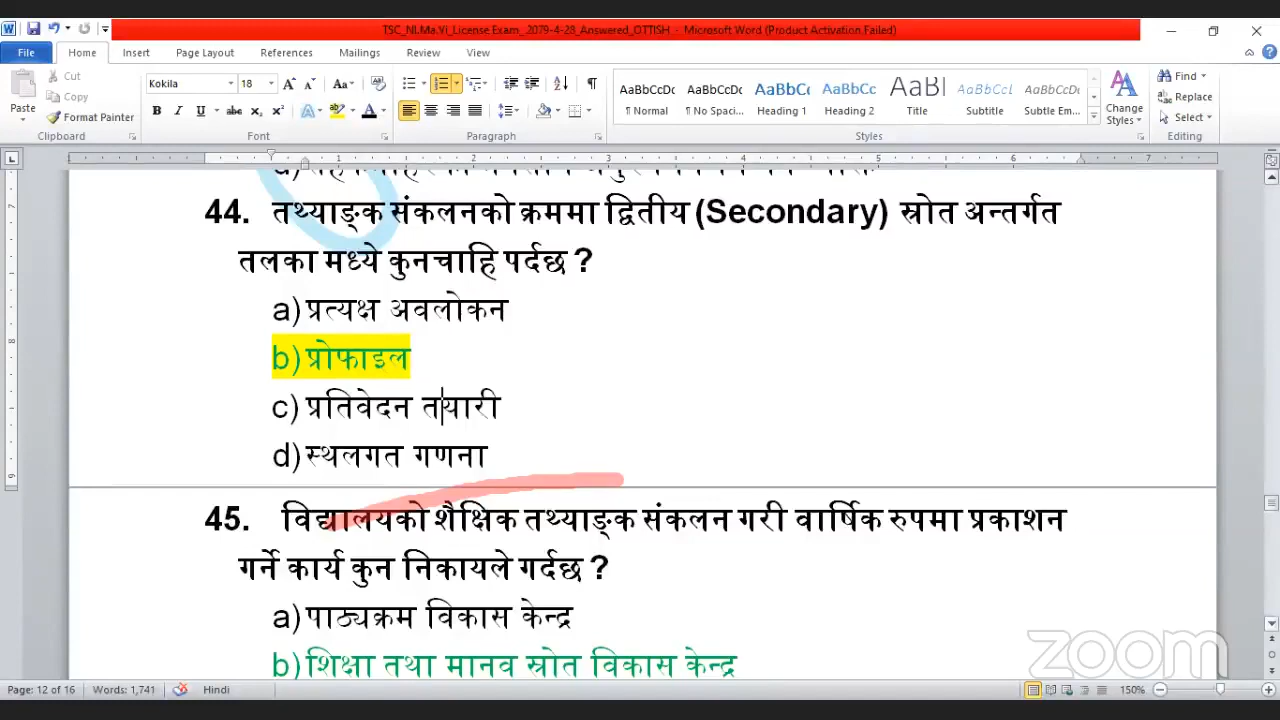 TSC_NI.Ma.Vi_License Exam_ 2079-4-28_Answered_OTTISH - Microsoft Word (Product Activation Failed)
File Home Insert Page Layout References Mailings Review View
Cut
Copy
Format Painter
Paste
Clipboard
Kokila 18
Font
Paragraph
AaBbCcDc AaBbCcDc AaBbC AaBbCc AaBl AaBbCcL AaBbCcDc
¶ Normal ¶ No Spaci... Heading 1 Heading 2 Title Subtitle Subtle Em...
Styles
Change Styles
Find
Replace
Select
Editing
44. तथ्याङ्क संकलनको क्रममा द्वितीय (Secondary) स्रोत अन्तर्गत
तलका मध्ये कुनचाहि पर्दछ ?
a) प्रत्यक्ष अवलोकन
b) प्रोफाइल
c) प्रतिवेदन तयारी
d) स्थलगत गणना
45. विद्यालयको शैक्षिक तथ्याङ्क संकलन गरी वार्षिक रुपमा प्रकाशन
गर्ने कार्य कुन निकायले गर्दछ ?
a) पाठ्यक्रम विकास केन्द्र
b) शिक्षा तथा मानव स्रोत विकास केन्द्र
zoom
Page: 12 of 16 Words: 1,741 Hindi 150%